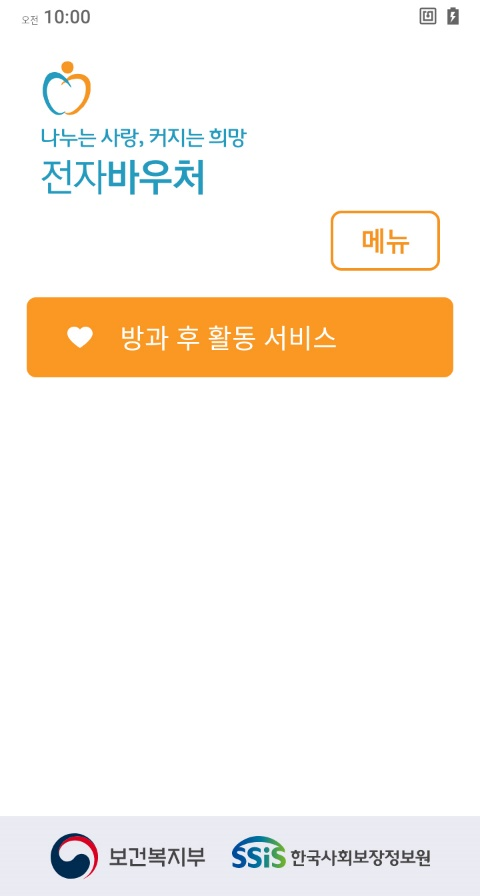 오전 10:00
나누는 사랑, 커지는 희망
전자바우처
메뉴
방과 후 활동 서비스
보건복지부 SSiS 한국사회보장정보원